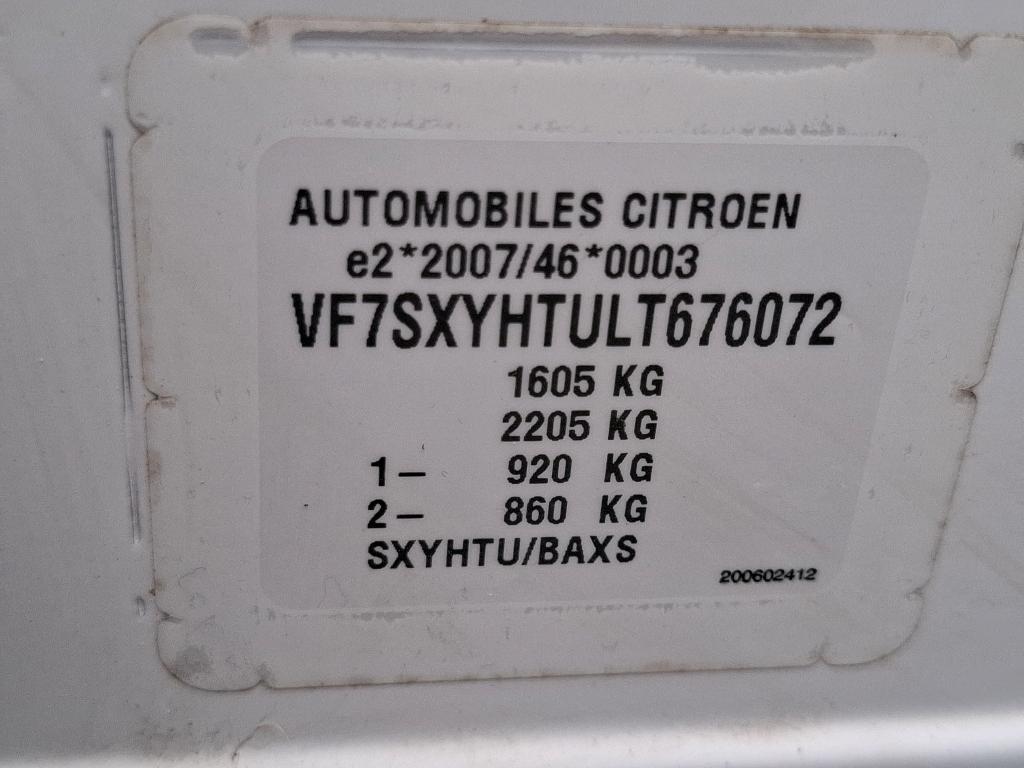 AUTOMOBILES CITROEN
e2*2007/46*0003
VF7SXYHTULT676072
1605 KG
2205 KG
1- 920 KG
2- 860 KG
SXYHTU/BAXS
200602412